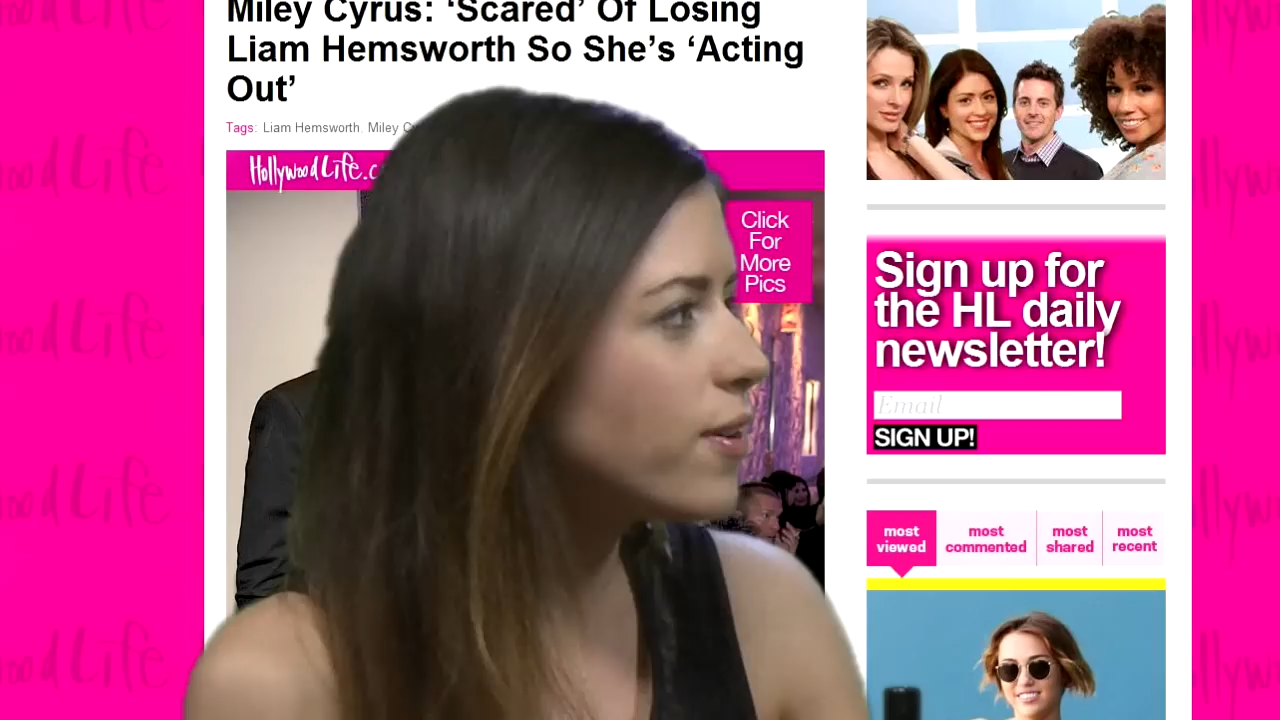 Miley Cyrus: ‘Scared’ Of Losing
Liam Hemsworth So She’s ‘Acting
Out’
Tags: Liam Hemsworth, Miley
HollywoodLife.c
Click
For
More
Pics
Sign up for
the HL daily
newsletter!
Email
SIGN UP!
most
viewed
most
commented
most
shared
most
recent